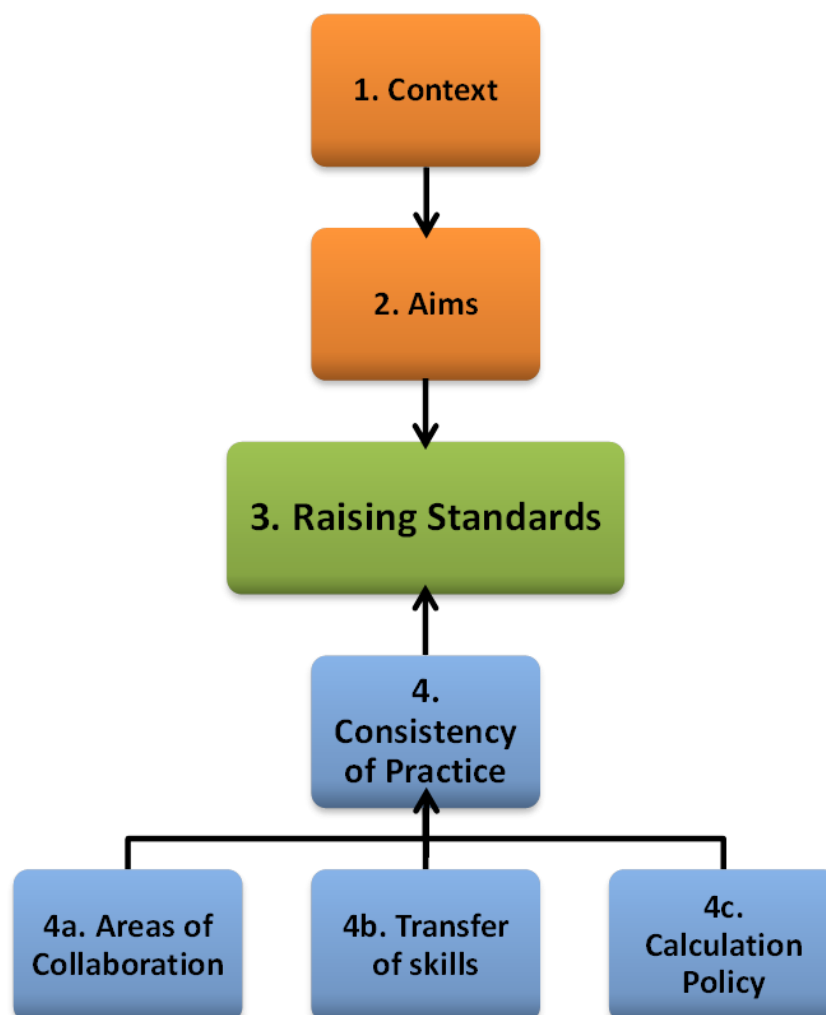 1. Context
2. Aims
3. Raising Standards
4.
Consistency
of Practice
4a. Areas of
Collaboration
4b. Transfer
of skills
4c.
Calculation
Policy